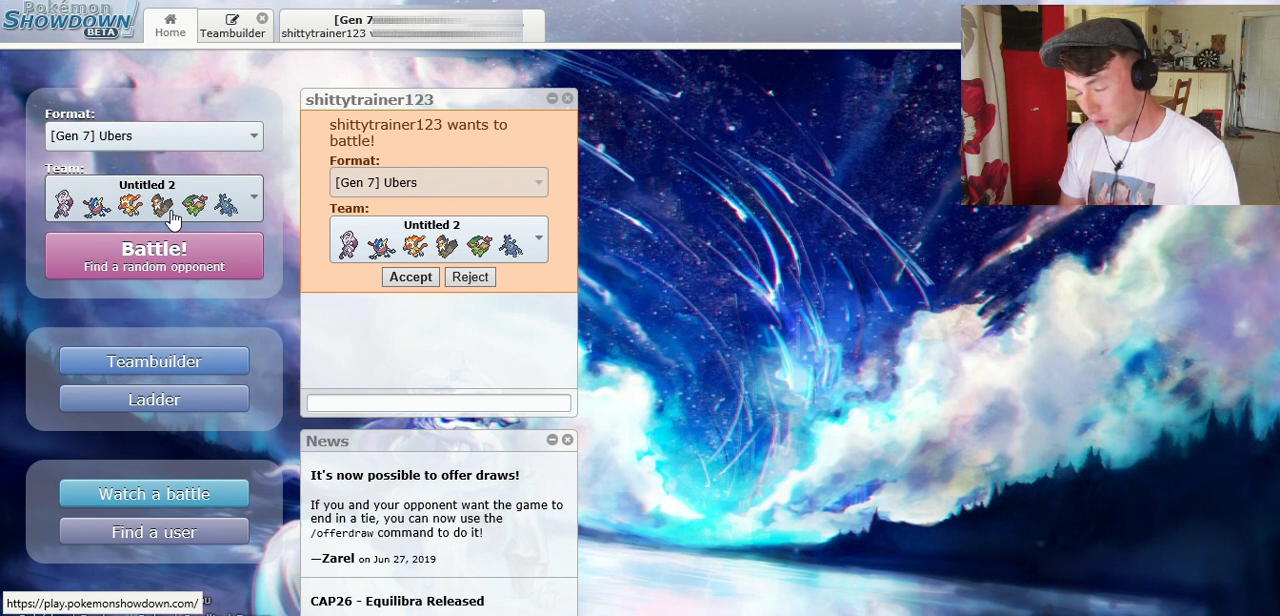 Pokémon
SHOWDOWN
BETA
Home
Teambuilder
[Gen 7
shittytrainer123
Format:
[Gen 7] Ubers
Team:
Untitled 2
Battle!
Find a random opponent
Teambuilder
Ladder
Watch a battle
Find a user
https://play.pokemonshowdown.com/
shittytrainer123
shittytrainer123 wants to
battle!
Format:
[Gen 7] Ubers
Team:
Untitled 2
Accept
Reject
News
It's now possible to offer draws!
If you and your opponent want the game to
end in a tie, you can now use the
/offerdraw command to do it!
—Zarel on Jun 27, 2019
CAP26 - Equilibra Released